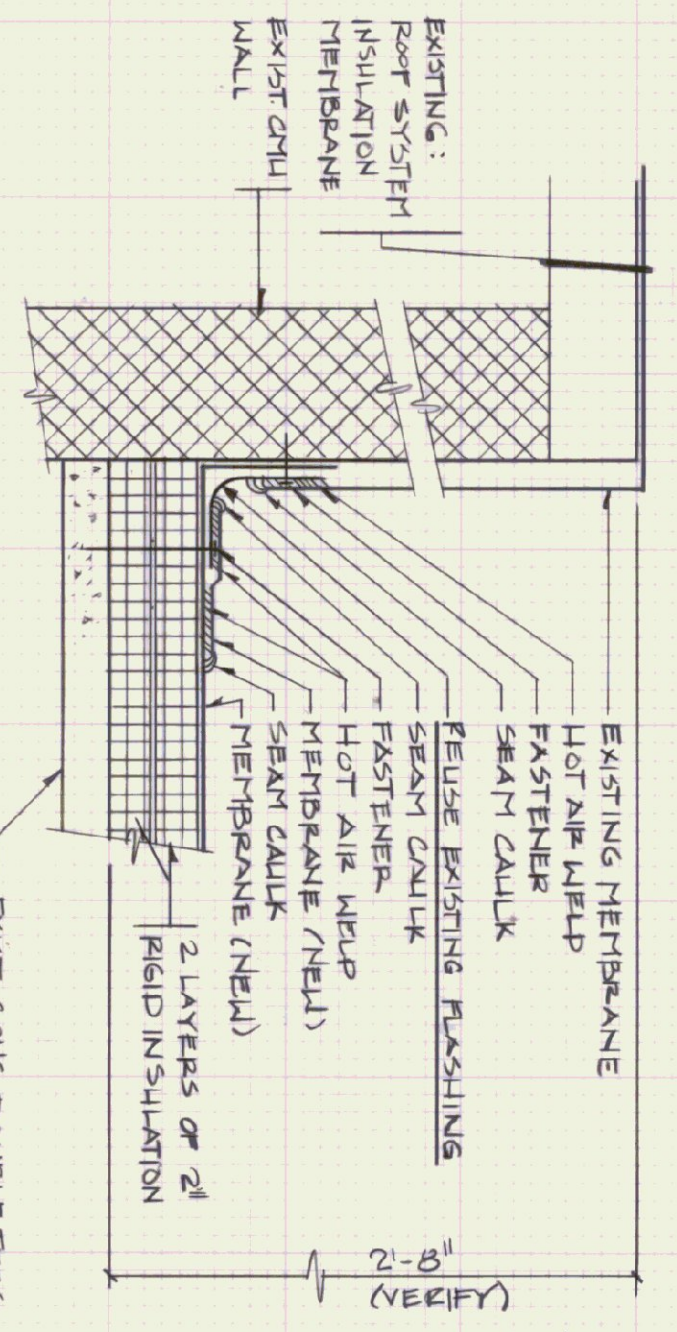 EXISTING:
ROOF SYSTEM
INSULATION
MEMBRANE
EXIST. CMU
WALL
EXISTING MEMBRANE
HOT AIR WELD
FASTENER
SEAM CAULK
REUSE EXISTING FLASHING
SEAM CAULK
FASTENER
HOT AIR WELD
MEMBRANE (NEW)
SEAM CAULK
MEMBRANE (NEW)
2 LAYERS OF 2"
RIGID INSULATION
2'-8"
(VERIFY)